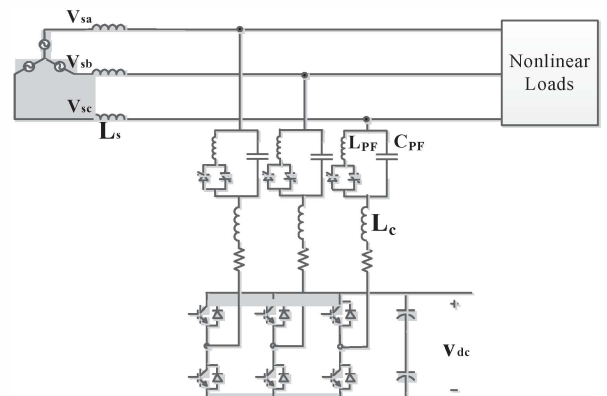 Vsa
Vsb
Vsc
Ls
Nonlinear
Loads
LPF
CPF
Lc
+
Vdc
-